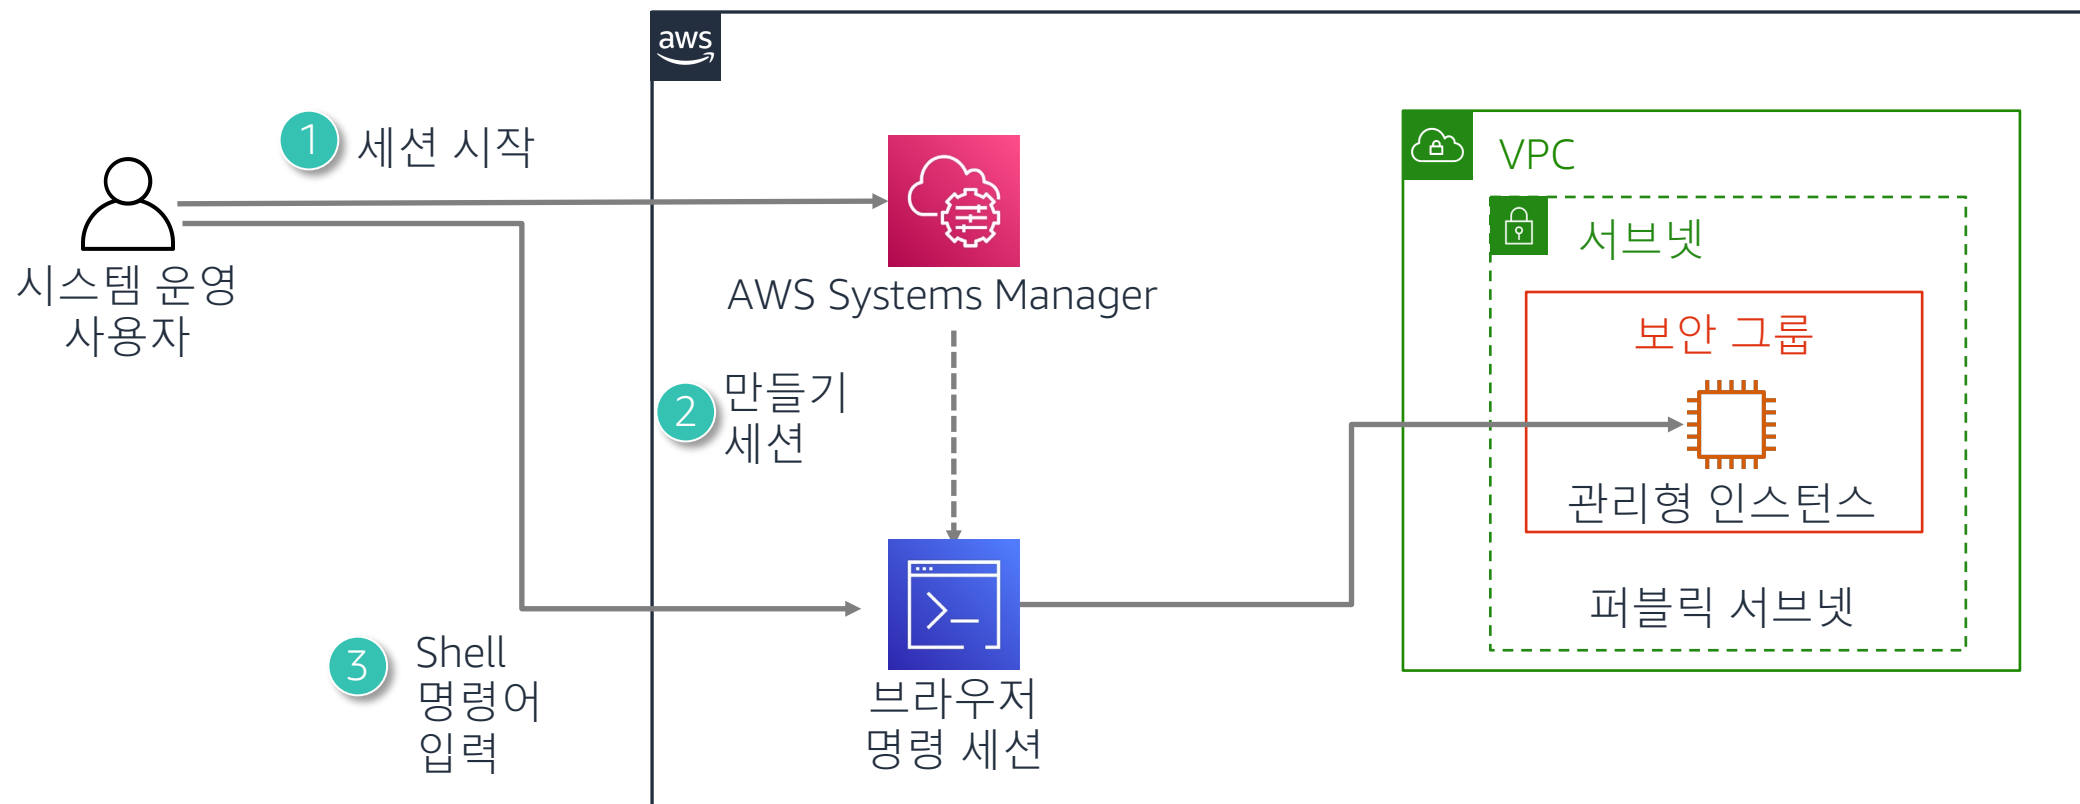 aws
1 세션 시작
시스템 운영
사용자
AWS Systems Manager
2 만들기
세션
3 Shell
명령어
입력
브라우저
명령 세션
VPC
서브넷
보안 그룹
관리형 인스턴스
퍼블릭 서브넷